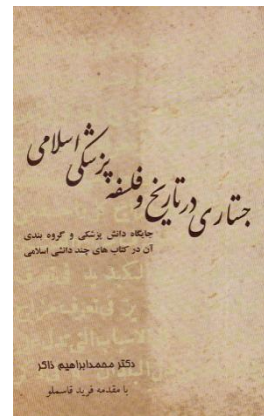 جستاری در تاریخ و فلسفه پزشکی اسلامی
جایگاه دانش پزشکی و گروه بندی
آن در کتاب های چند دانشی اسلامی
دکتر محمدابراهیم ذاکر
با مقدمه فرید قاسملو